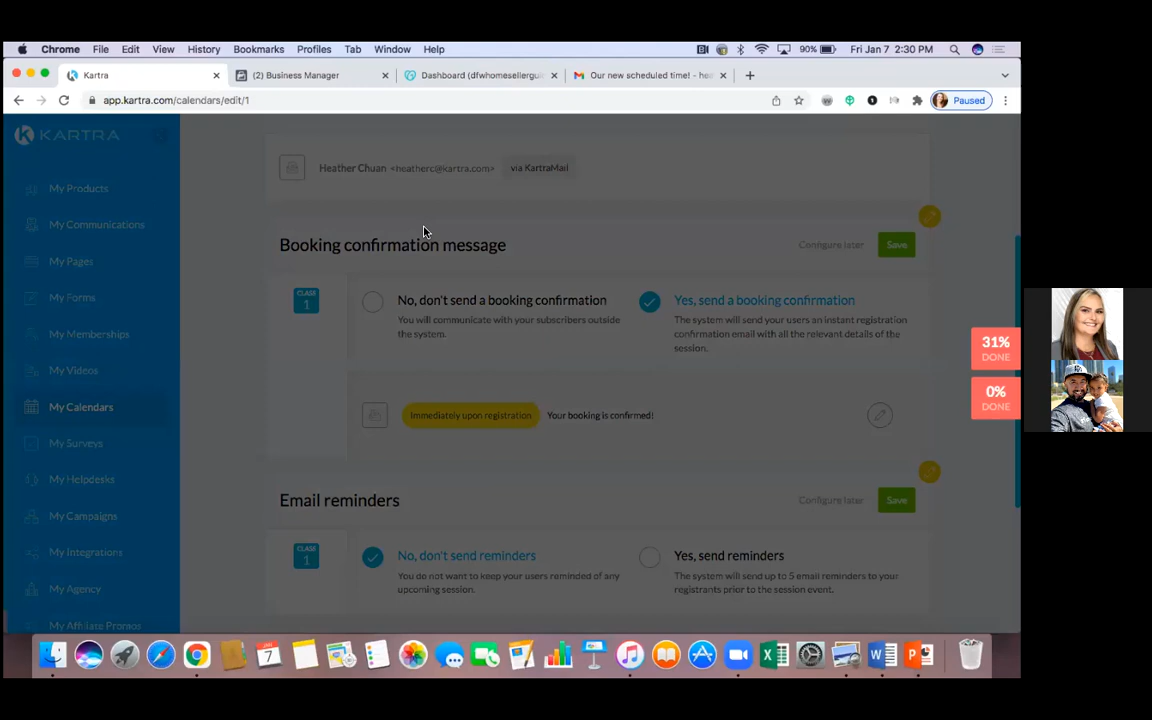 Chrome File Edit View History Bookmarks Profiles Tab Window Help 90% Fri Jan 7 2:30 PM
Kartra (2) Business Manager Dashboard (dfwhomesellergui Our new scheduled time! - he
app.kartra.com/calendars/edit/1 Paused
KARTRA
My Products
My Communications
My Pages
My Forms
My Memberships
My Videos
My Calendars
My Surveys
My Helpdesks
My Campaigns
My Integrations
My Agency
My Affiliate Promos
Heather Chuan <heatherc@kartra.com> via KartraMail
Booking confirmation message Configure later Save
CLASS
1
No, don't send a booking confirmation
You will communicate with your subscribers outside
the system.
Yes, send a booking confirmation
The system will send your users an instant registration
confirmation email with all the relevant details of the
session.
Immediately upon registration Your booking is confirmed!
Email reminders Configure later Save
CLASS
1
No, don't send reminders
You do not want to keep your users reminded of any
upcoming session.
Yes, send reminders
The system will send up to 5 email reminders to your
registrants prior to the session event.
31%
DONE
0%
DONE